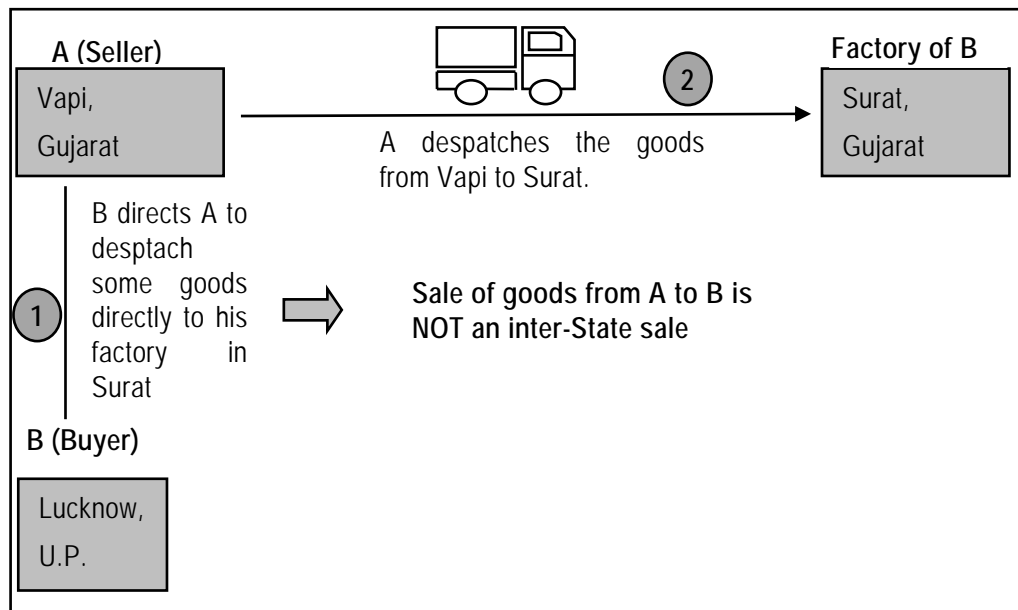 A (Seller)
Vapi,
Gujarat
2
A despatches the goods
from Vapi to Surat.
Factory of B
Surat,
Gujarat
1
B directs A to
desptach
some goods
directly to his
factory in
Surat
Sale of goods from A to B is
NOT an inter-State sale
B (Buyer)
Lucknow,
U.P.